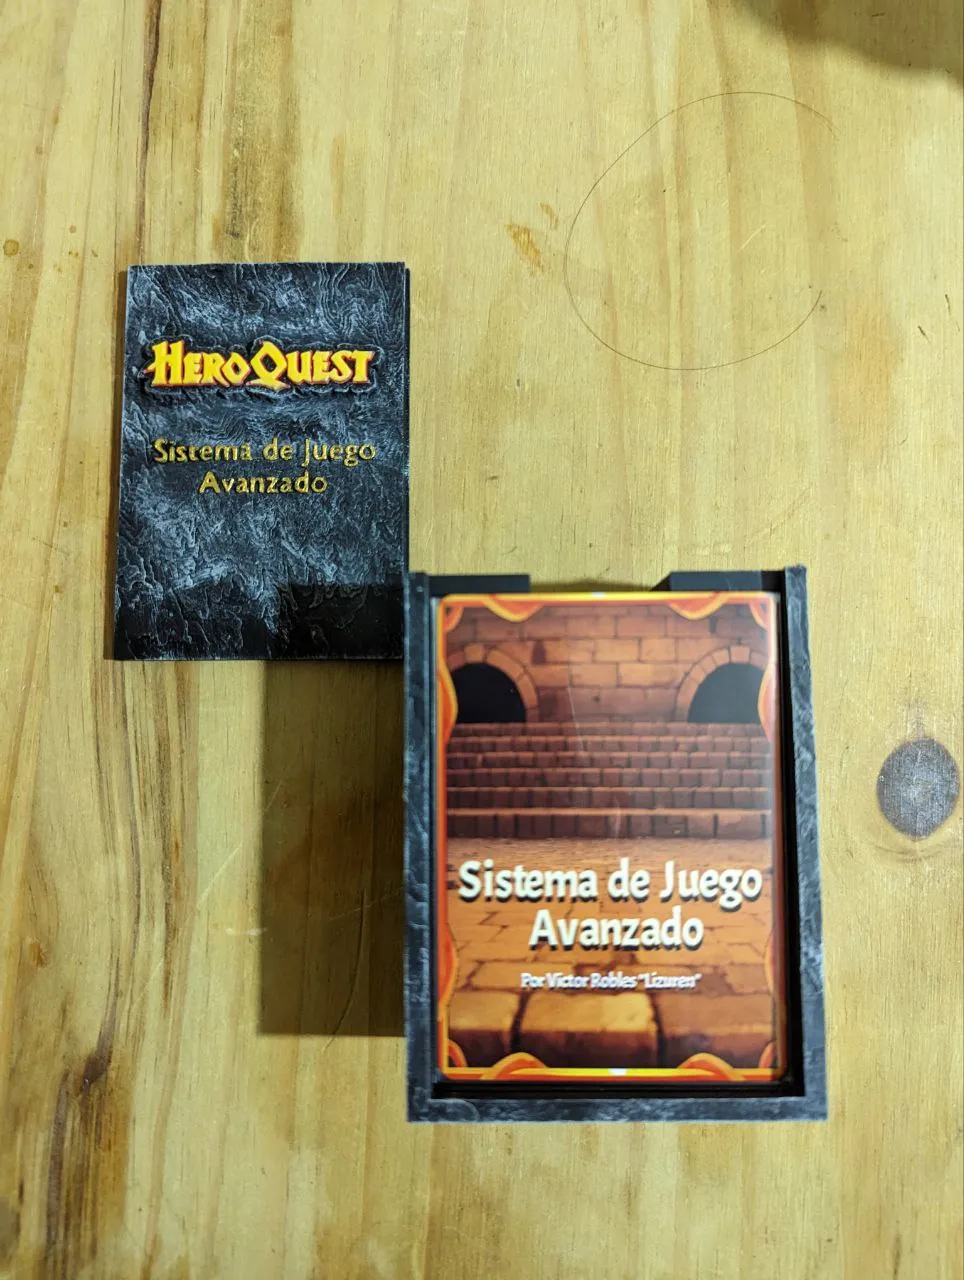 HEROQUEST
Sistema de Juego
Avanzado
Sistema de Juego
Avanzado
Por Victor Robles "Lizuren"